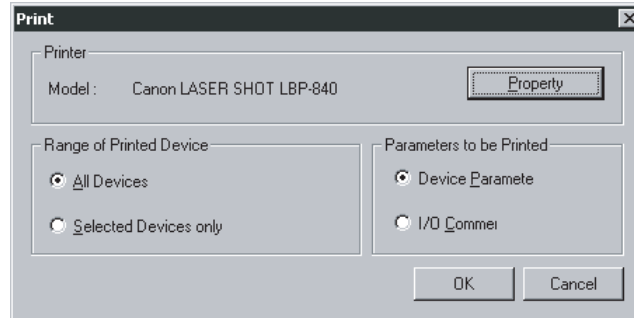 Print
Printer
Model : Canon LASER SHOT LBP-840
Property
Range of Printed Device
All Devices
Selected Devices only
Parameters to be Printed
Device Paramete
I/O Commer
OK
Cancel